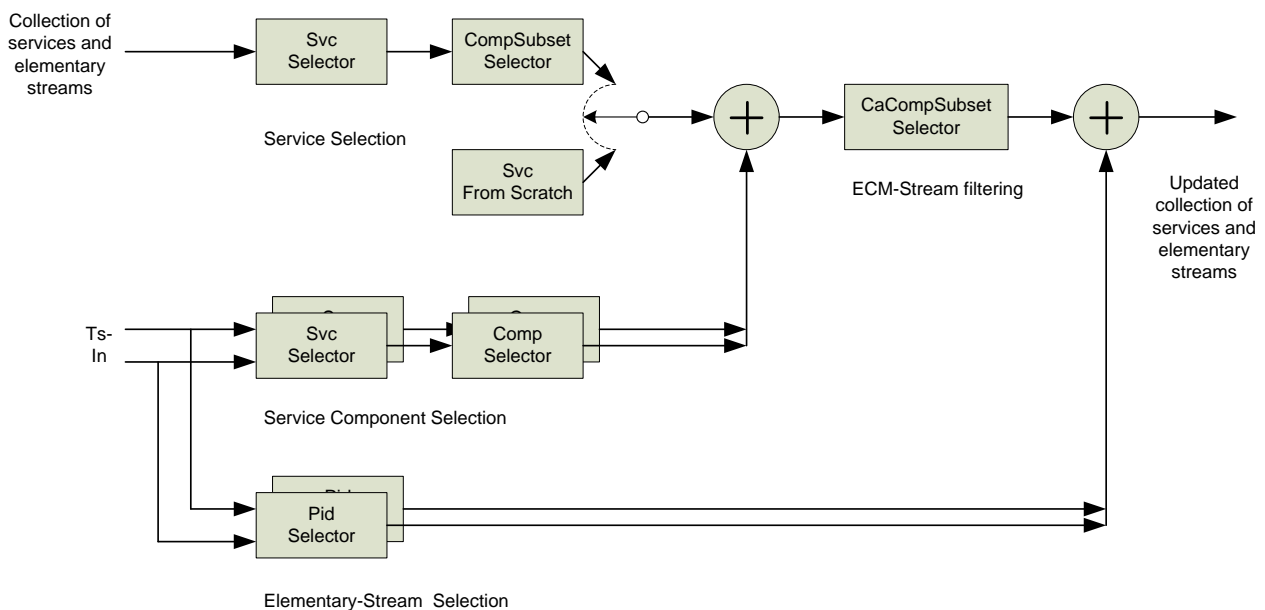 Collection of
services and
elementary
streams
Svc
Selector
CompSubset
Selector
Service Selection
Svc
From Scratch
+
CaCompSubset
Selector
ECM-Stream filtering
+
Updated
collection of
services and
elementary
streams
Ts-
In
Svc
Selector
Comp
Selector
Service Component Selection
Pid
Selector
Elementary-Stream Selection